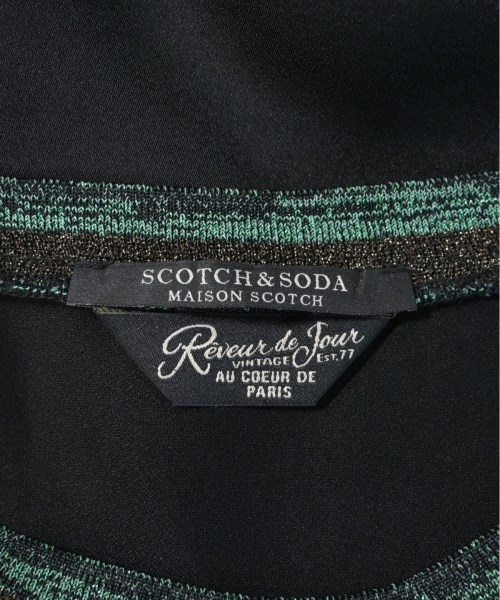 SCOTCH & SODA
MAISON SCOTCH
Rêveur de Jour
VINTAGE EST.77
AU COEUR DE
PARIS